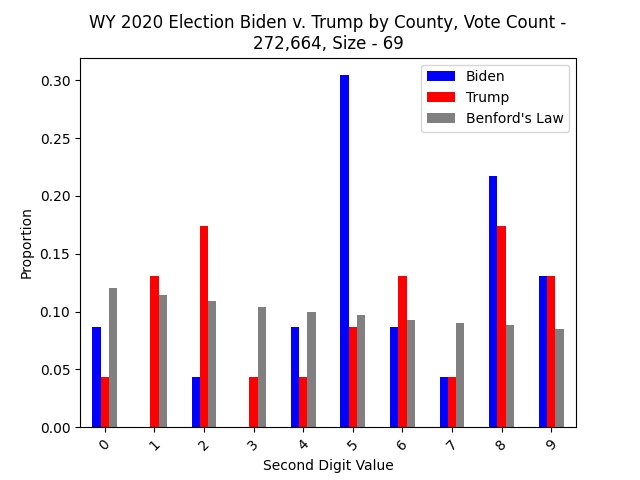 WY 2020 Election Biden v. Trump by County, Vote Count -
272,664, Size - 69
Biden
Trump
Benford's Law
0.30
0.25
0.20
0.15
0.10
0.05
0.00
Proportion
0 1 2 3 4 5 6 7 8 9
Second Digit Value